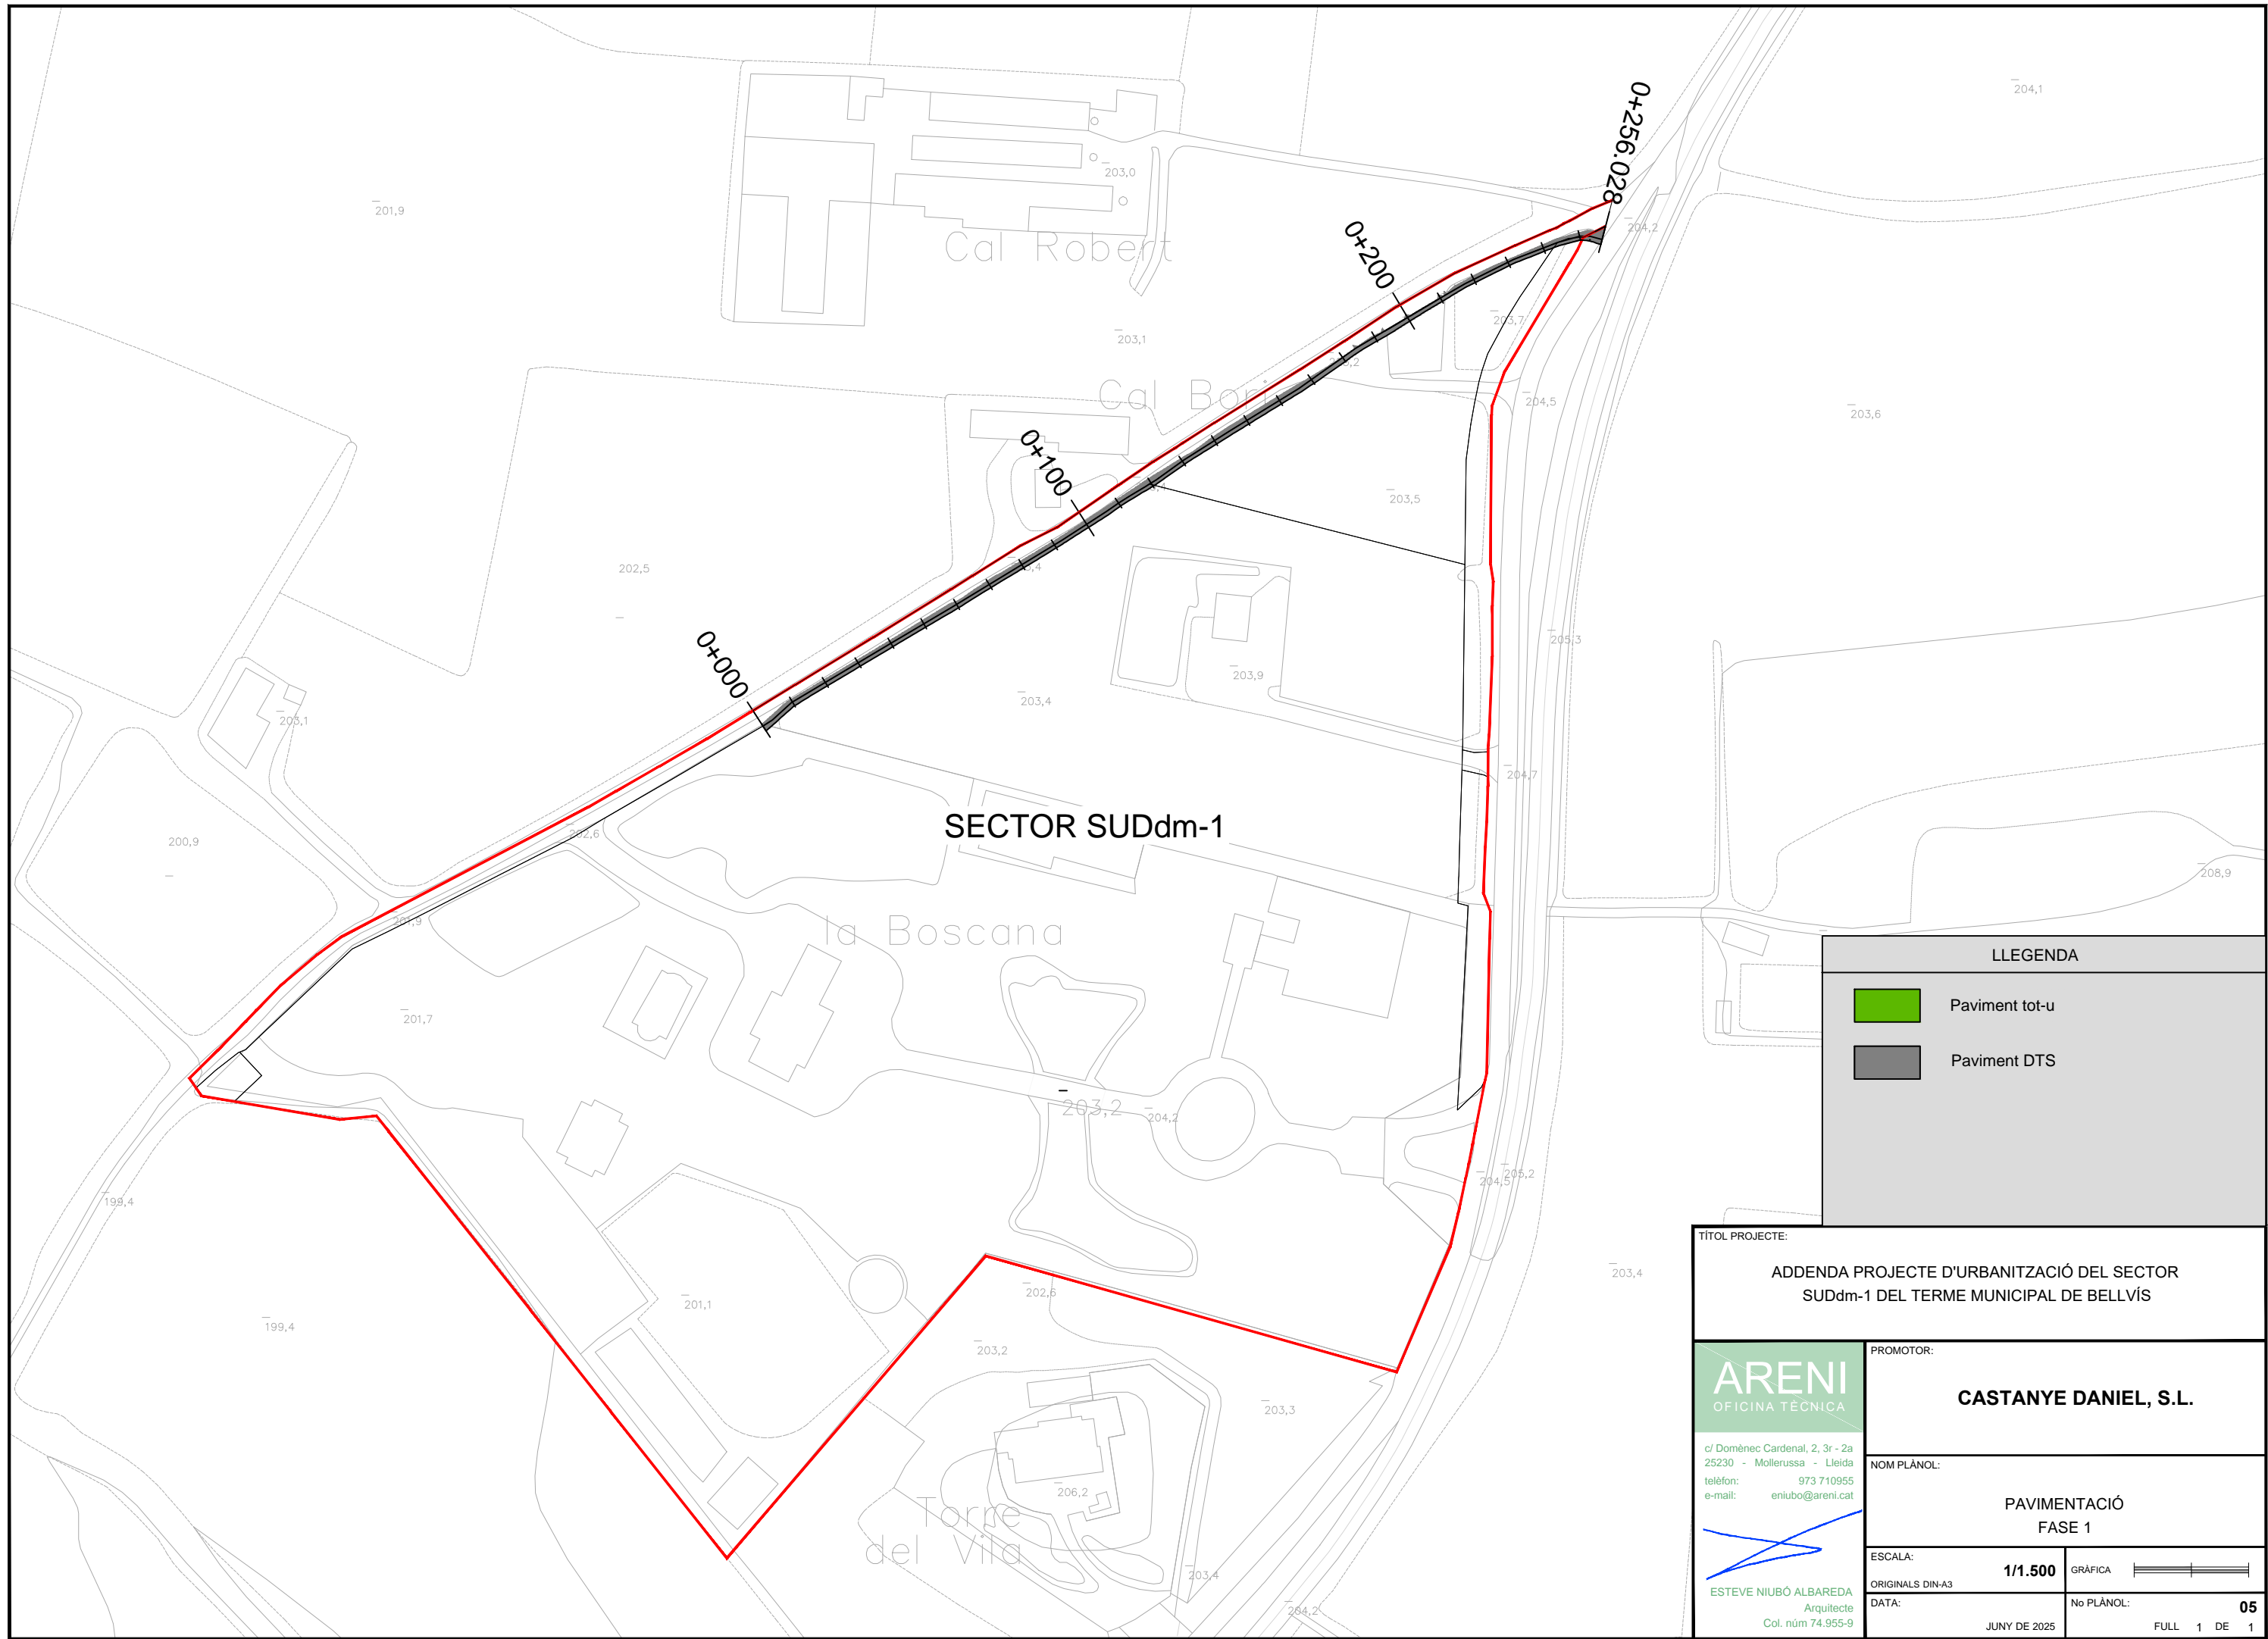 204,1
0+256.028
201,9
203,0
204,2
Cal Robert
0+200
203,7
203,1
Cal Bori
204,5
203,6
0+100
203,5
202,5
205,3
0+000
203,9
203,4
203,1
204,7
SECTOR SUDdm-1
202,6
200,9
208,9
201,9
la Boscana
201,7
203,2
204,2
199,4
204,5
205,2
203,4
202,6
201,1
199,4
203,2
203,3
206,2
Torre
del Vila
203,4
204,2
LLEGENDA
Paviment tot-u
Paviment DTS
TÍTOL PROJECTE:
ADDENDA PROJECTE D'URBANITZACIÓ DEL SECTOR
SUDdm-1 DEL TERME MUNICIPAL DE BELLVÍS
ARENI
OFICINA TÈCNICA
c/ Domènec Cardenal, 2, 3r - 2a
25230 - Mollerussa - Lleida
telèfon: 973 710955
e-mail: eniubo@areni.cat
ESTEVE NIUBÓ ALBAREDA
Arquitecte
Col. núm 74.955-9
PROMOTOR:
CASTANYE DANIEL, S.L.
NOM PLÀNOL:
PAVIMENTACIÓ
FASE 1
ESCALA: 1/1.500
ORIGINALS DIN-A3
GRÀFICA
DATA: JUNY DE 2025
No PLÀNOL: 05
FULL 1 DE 1